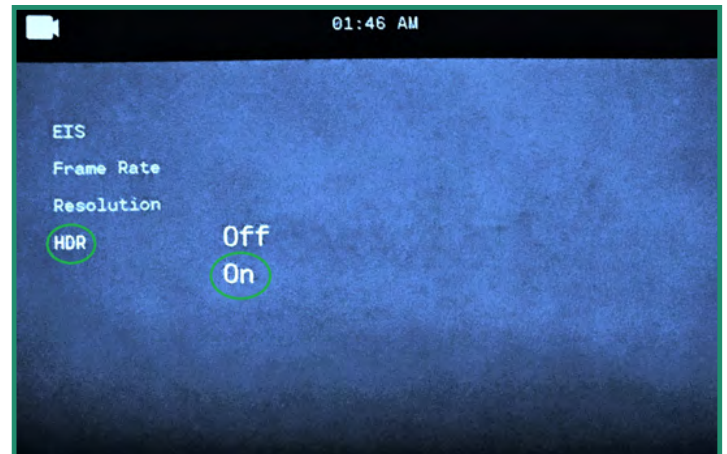 01:46 AM
EIS
Frame Rate
Resolution
HDR
Off
On